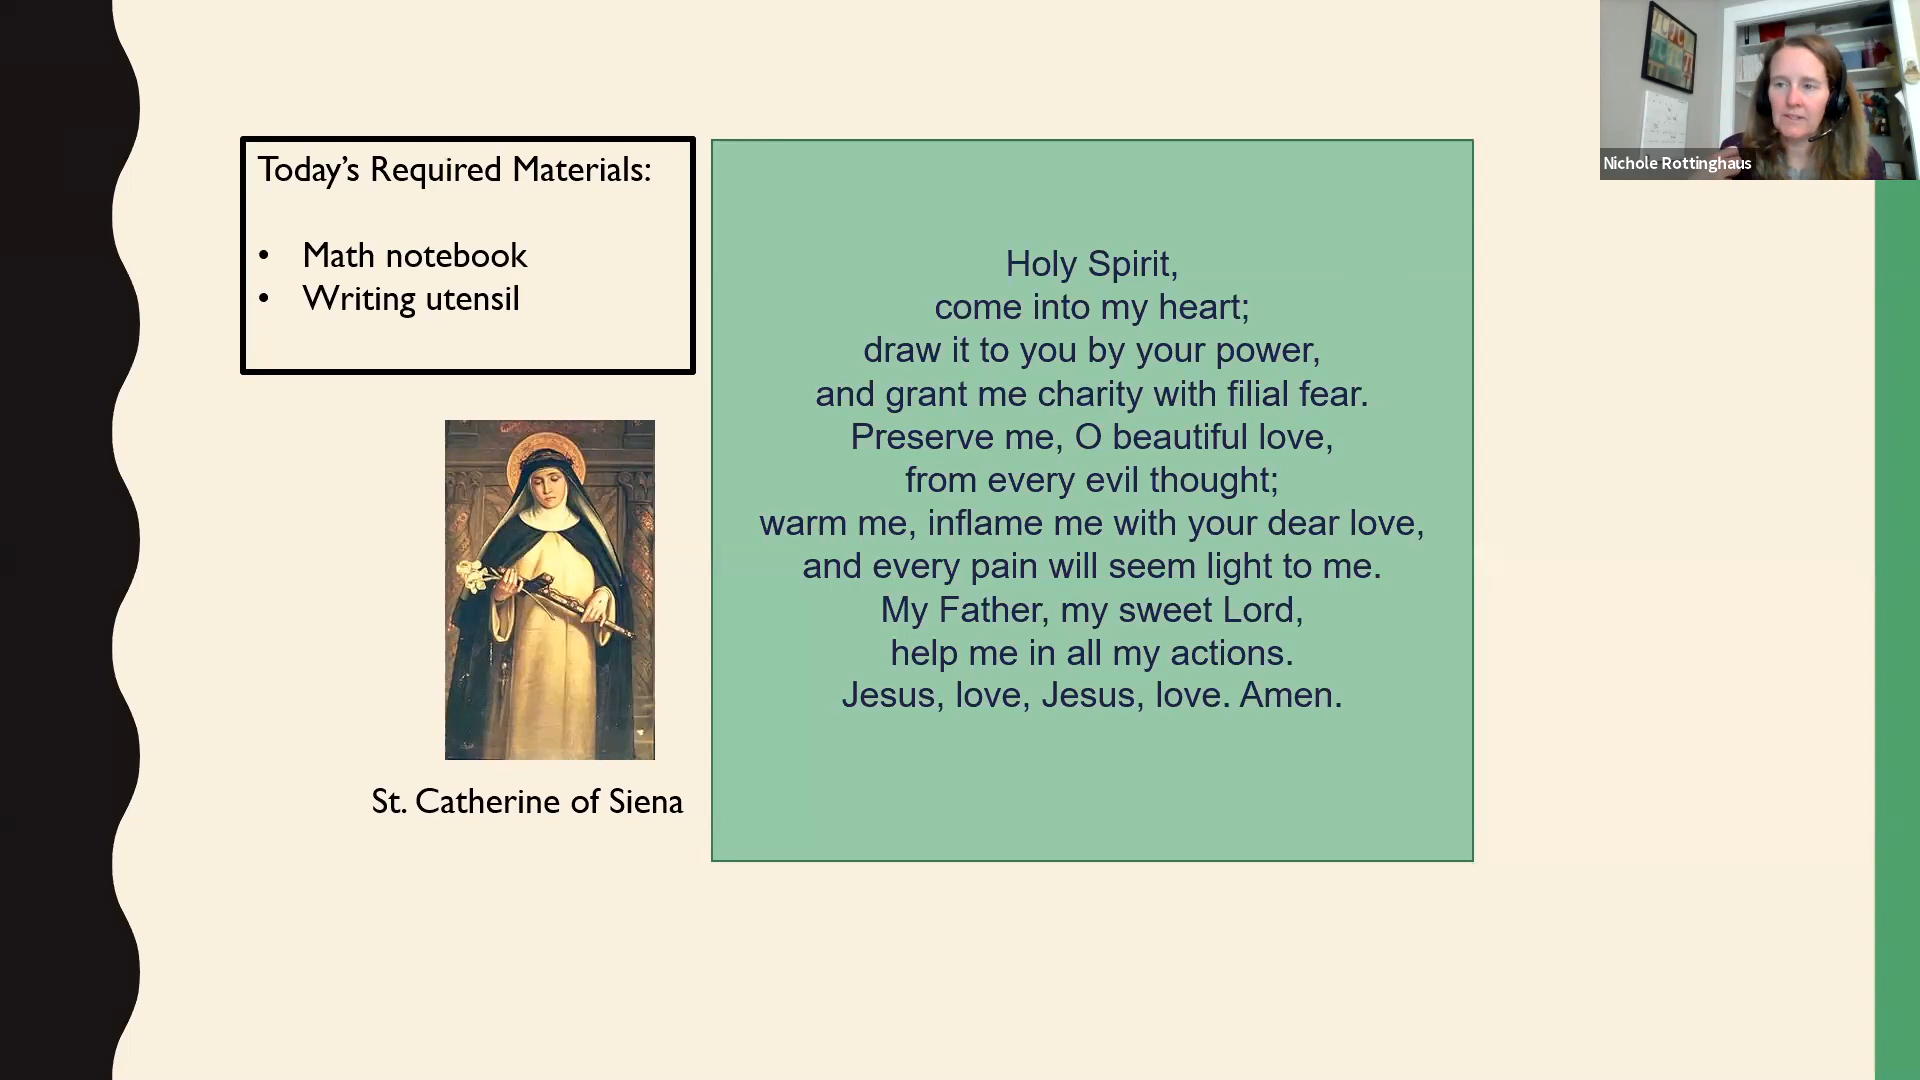 Today's Required Materials:
• Math notebook
• Writing utensil
St. Catherine of Siena
Holy Spirit,
come into my heart;
draw it to you by your power,
and grant me charity with filial fear.
Preserve me, O beautiful love,
from every evil thought;
warm me, inflame me with your dear love,
and every pain will seem light to me.
My Father, my sweet Lord,
help me in all my actions.
Jesus, love, Jesus, love. Amen.
Nichole Rottinghaus